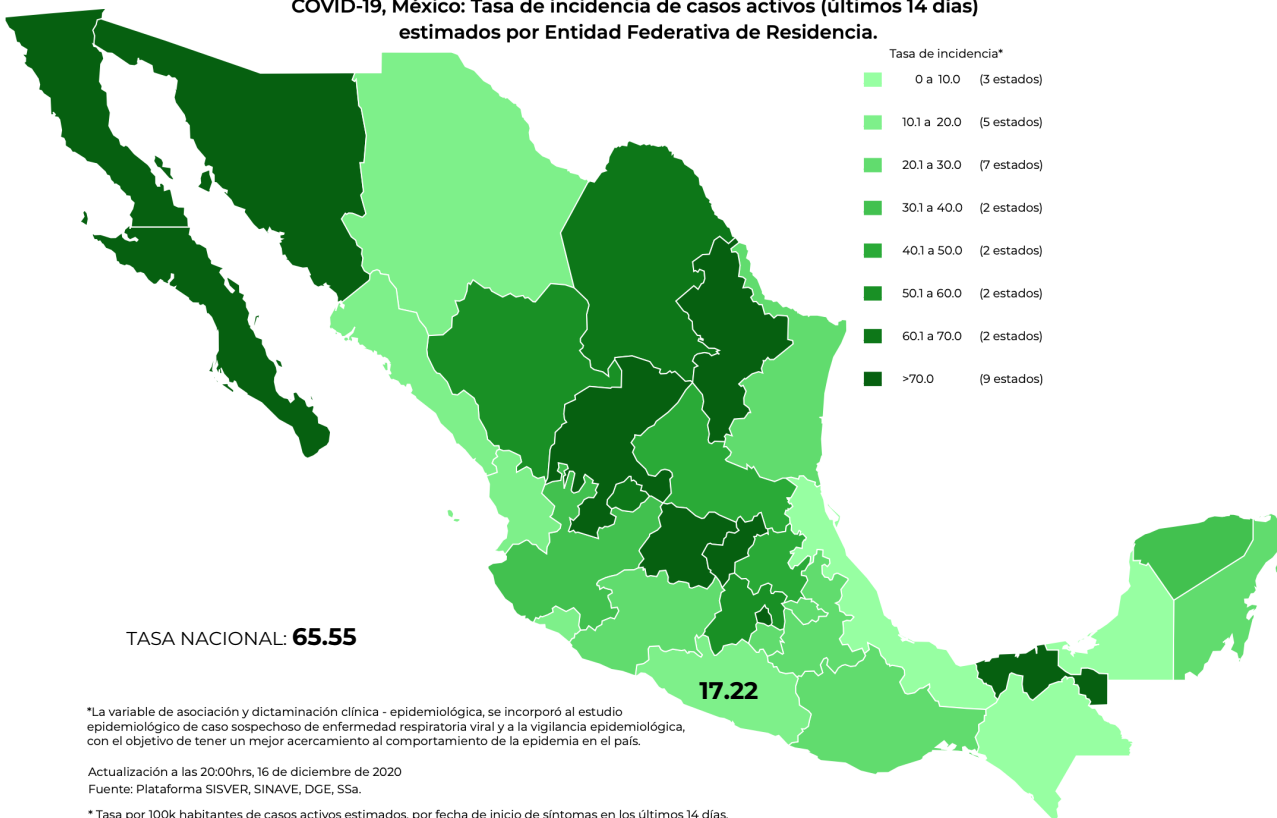 COVID-19, México: Tasa de incidencia de casos activos (últimos 14 días)
estimados por Entidad Federativa de Residencia.
Tasa de incidencia*
0 a 10.0 (3 estados)
10.1 a 20.0 (5 estados)
20.1 a 30.0 (7 estados)
30.1 a 40.0 (2 estados)
40.1 a 50.0 (2 estados)
50.1 a 60.0 (2 estados)
60.1 a 70.0 (2 estados)
>70.0 (9 estados)
TASA NACIONAL: 65.55
17.22
*La variable de asociación y dictaminación clínica - epidemiológica, se incorporó al estudio
epidemiológico de caso sospechoso de enfermedad respiratoria viral y a la vigilancia epidemiológica,
con el objetivo de tener un mejor acercamiento al comportamiento de la epidemia en el país.
Actualización a las 20:00hrs, 16 de diciembre de 2020
Fuente: Plataforma SISVER, SINAVE, DGE, SSa.
* Tasa por 100k habitantes de casos activos estimados, por fecha de inicio de síntomas en los últimos 14 días.